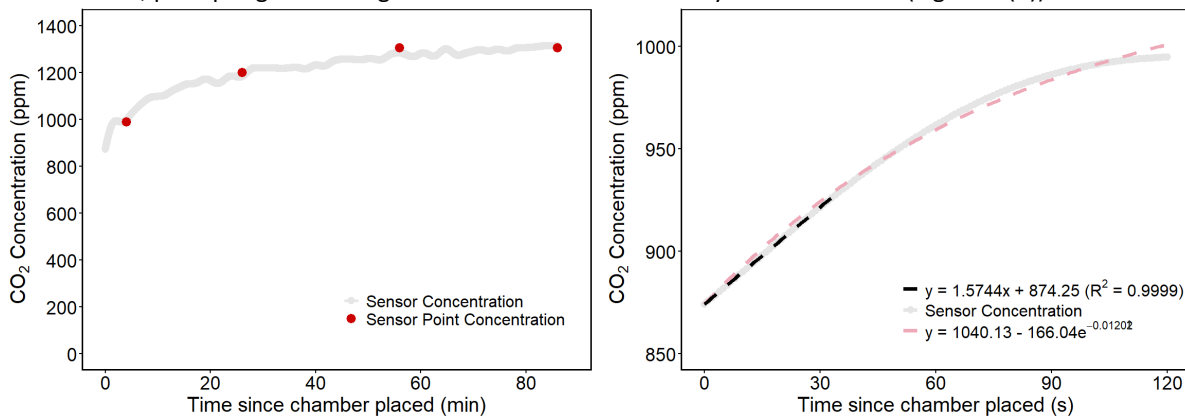 1400
1200
1000
800
600
400
200
0
CO₂ Concentration (ppm)
Sensor Concentration
Sensor Point Concentration
0 20 40 60 80
Time since chamber placed (min)
1000
950
900
850
CO₂ Concentration (ppm)
y = 1.5744x + 874.25 (R² = 0.9999)
Sensor Concentration
y = 1040.13 - 166.04e
0 30 60 90 120
Time since chamber placed (s)